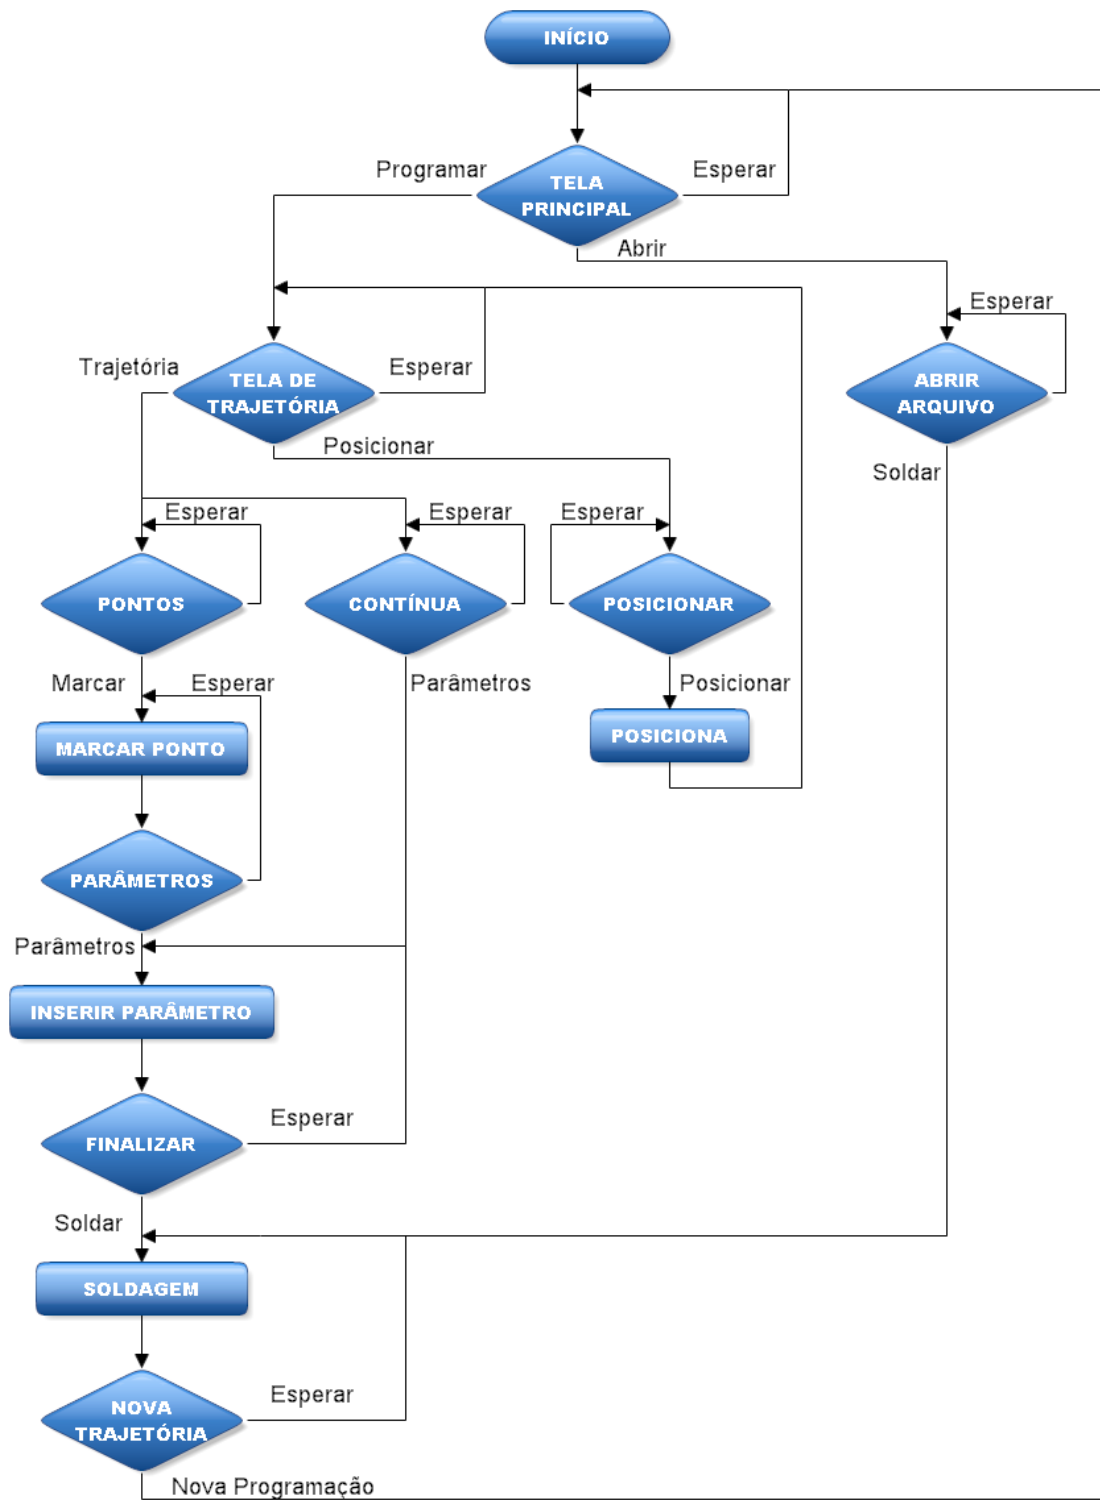 INÍCIO
Programar
Esperar
TELA
PRINCIPAL
Abrir
Esperar
Trajetória
Esperar
TELA DE
TRAJETÓRIA
ABRIR
ARQUIVO
Posicionar
Soldar
Esperar
Esperar
Esperar
PONTOS
CONTÍNUA
POSICIONAR
Marcar
Esperar
Parâmetros
Posicionar
MARCAR PONTO
POSICIONA
PARÂMETROS
Parâmetros
INSERIR PARÂMETRO
Esperar
FINALIZAR
Soldar
SOLDAGEM
Esperar
NOVA
TRAJETÓRIA
Nova Programação